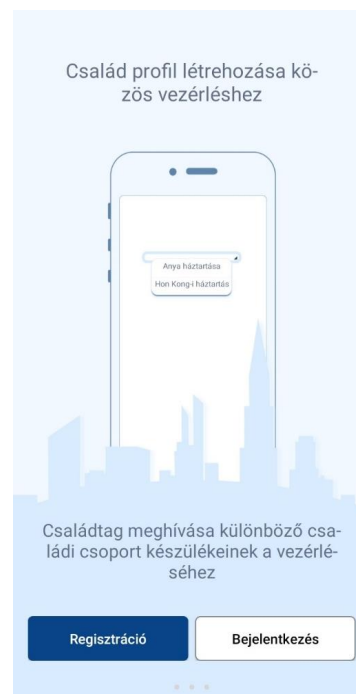 Család profil létrehozása kö-
zös vezérléshez
Anya háztartása
Hon Kong-i háztartás
Családtag meghívása különböző csa-
ládi csoport készülékeinek a vezérlé-
séhez
Regisztráció
Bejelentkezés